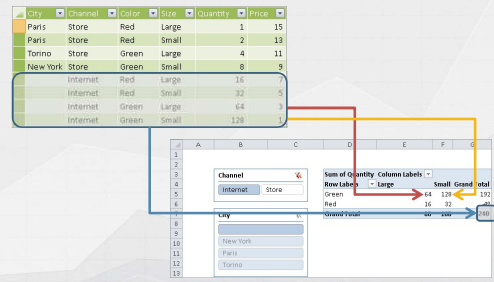 City Channel Color Size Quantity Price
Paris Store Red Large 1 15
Paris Store Red Small 2 13
Torino Store Green Large 4 11
New York Store Green Small 8 9
Internet Red Large 16 7
Internet Red Small 32 5
Internet Green Large 64 3
Internet Green Small 128 1
A B C D E F G
1
2
3 Channel Sum of Quantity Column Labels
4 Internet Store Row Labels Large Small Grand Total
5 Green 64 128 192
6 Red 16 32
7 City Grand Total 240
8
9 New York
10
11 Paris
12 Torino
13